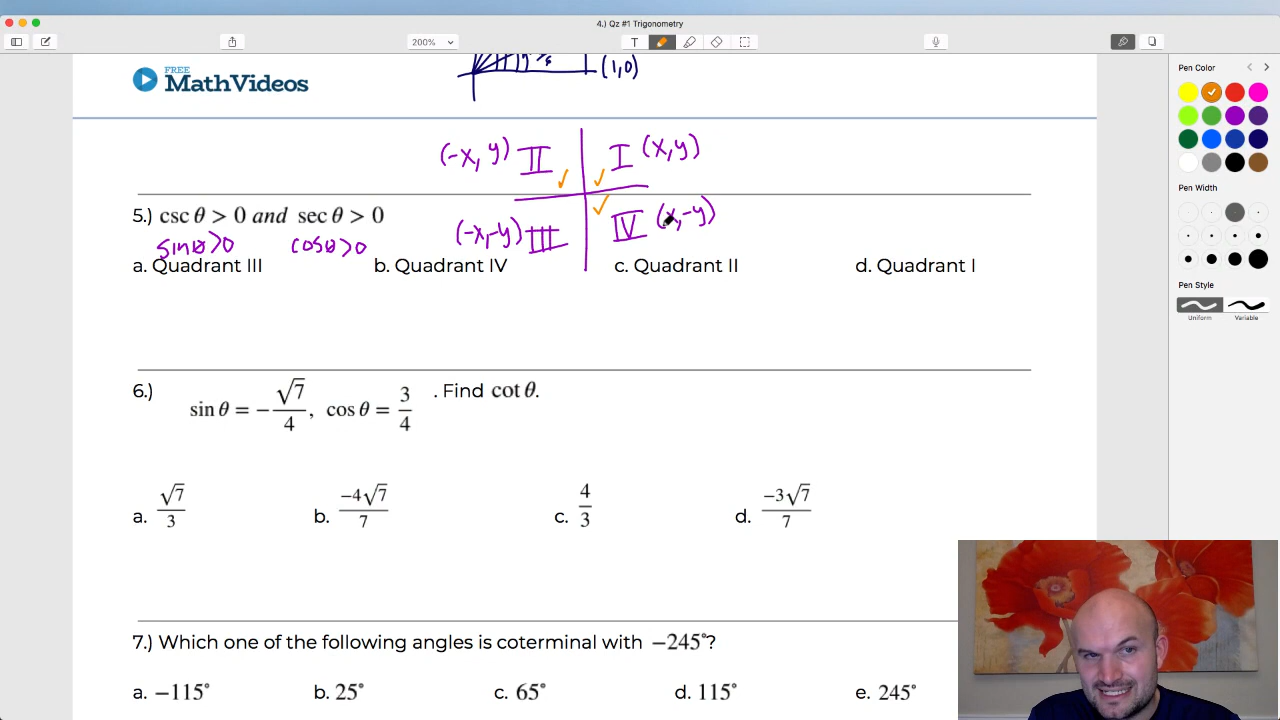 4.) Qz #1 Trigonometry
200%
T
FREE
MathVideos
(1,0)
Pen Color
Pen Width
Pen Style
Uniform Variable
(-x, y) II I (x,y)
(-x,-y) III IV (x,-y)
5.) csc θ > 0 and sec θ > 0
sinθ>0 cosθ>0
a. Quadrant III b. Quadrant IV c. Quadrant II d. Quadrant I
6.) sin θ = −√7/4, cos θ = 3/4 . Find cot θ.
a. √7/3 b. −4√7/7 c. 4/3 d. −3√7/7
7.) Which one of the following angles is coterminal with −245°?
a. −115° b. 25° c. 65° d. 115° e. 245°